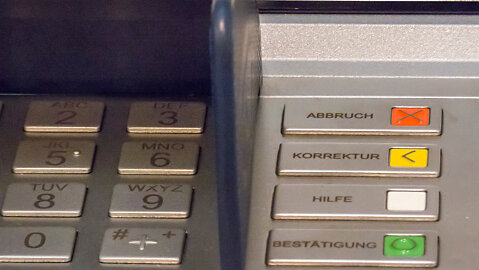 ABC DEF
2 3
JKL MNO
5 6
TUV WXYZ
8 9
0 # +
ABBRUCH
KORREKTUR <
HILFE
BESTÄTIGUNG